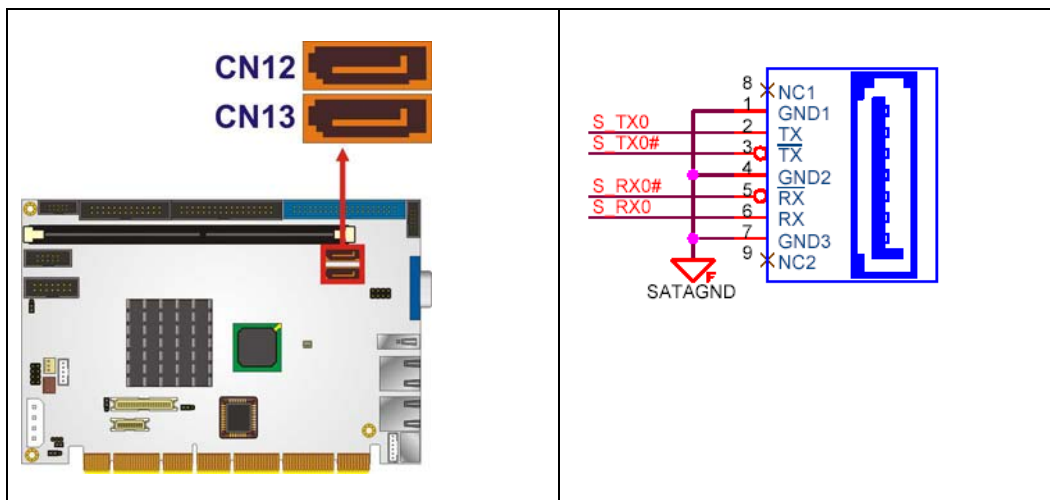 CN12
CN13
8 NC1
1 GND1
S_TX0 2 TX
S_TX0# 3 TX
4 GND2
S_RX0# 5 RX
S_RX0 6 RX
7 GND3
9 NC2
F
SATAGND